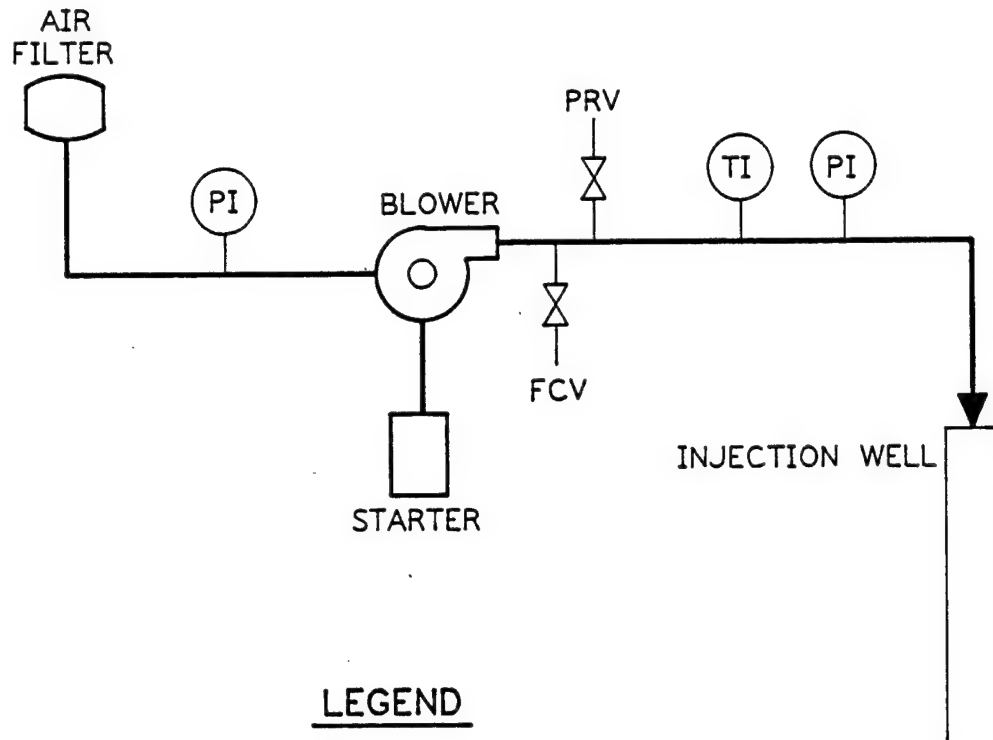 AIR
FILTER
PRV
PI
BLOWER
TI
PI
FCV
INJECTION WELL
STARTER
LEGEND